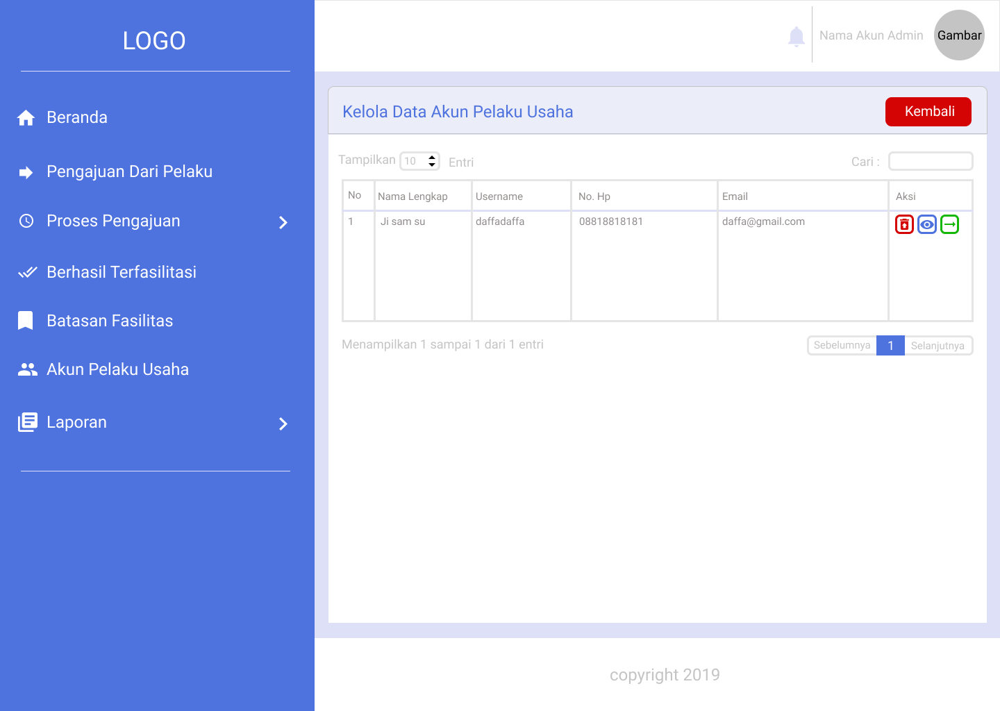 LOGO
Beranda
Pengajuan Dari Pelaku
Proses Pengajuan
Berhasil Terfasilitasi
Batasan Fasilitas
Akun Pelaku Usaha
Laporan
Nama Akun Admin
Gambar
Kelola Data Akun Pelaku Usaha
Kembali
Tampilkan 10 Entri
Cari :
No Nama Lengkap Username No. Hp Email Aksi
1 Ji sam su daffadaffa 08818818181 daffa@gmail.com
Menampilkan 1 sampai 1 dari 1 entri
Sebelumnya 1 Selanjutnya
copyright 2019